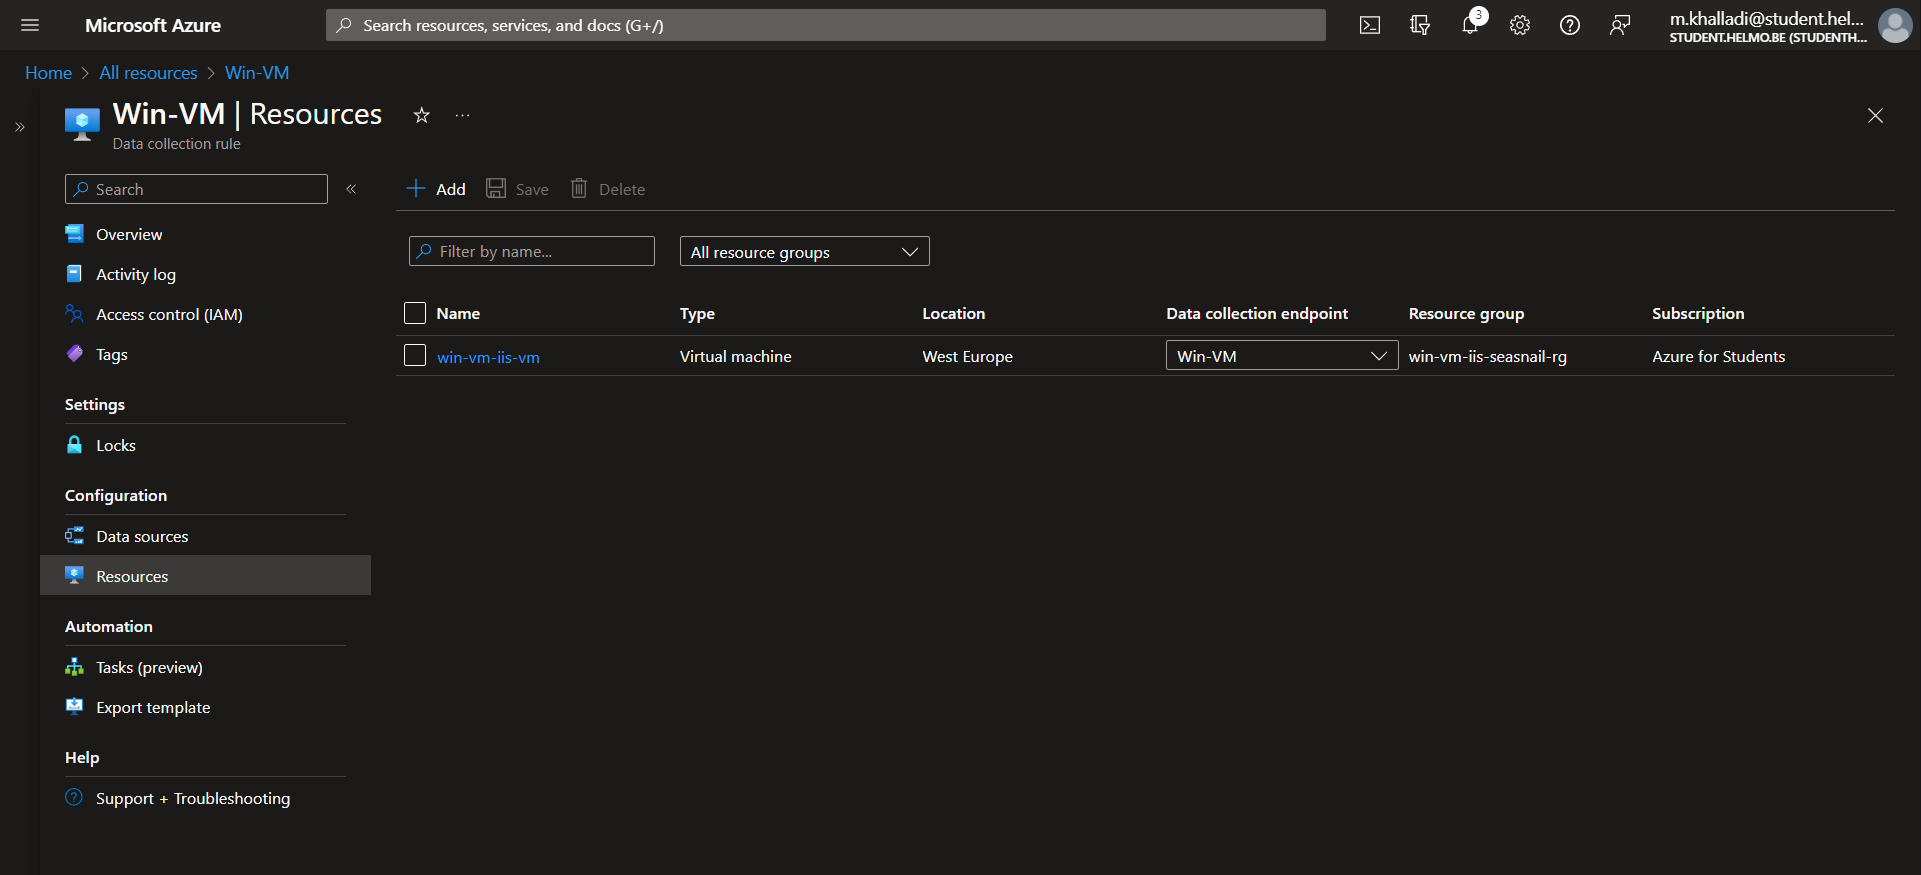 Microsoft Azure
Search resources, services, and docs (G+/)
3
m.khalladi@student.hel...
STUDENT.HELMO.BE (STUDENTH...
Home > All resources > Win-VM
Win-VM | Resources
Data collection rule
Search
Add
Save
Delete
Overview
Activity log
Access control (IAM)
Tags
Settings
Locks
Configuration
Data sources
Resources
Automation
Tasks (preview)
Export template
Help
Support + Troubleshooting
Filter by name...
All resource groups
Name Type Location Data collection endpoint Resource group Subscription
win-vm-iis-vm Virtual machine West Europe Win-VM win-vm-iis-seasnail-rg Azure for Students